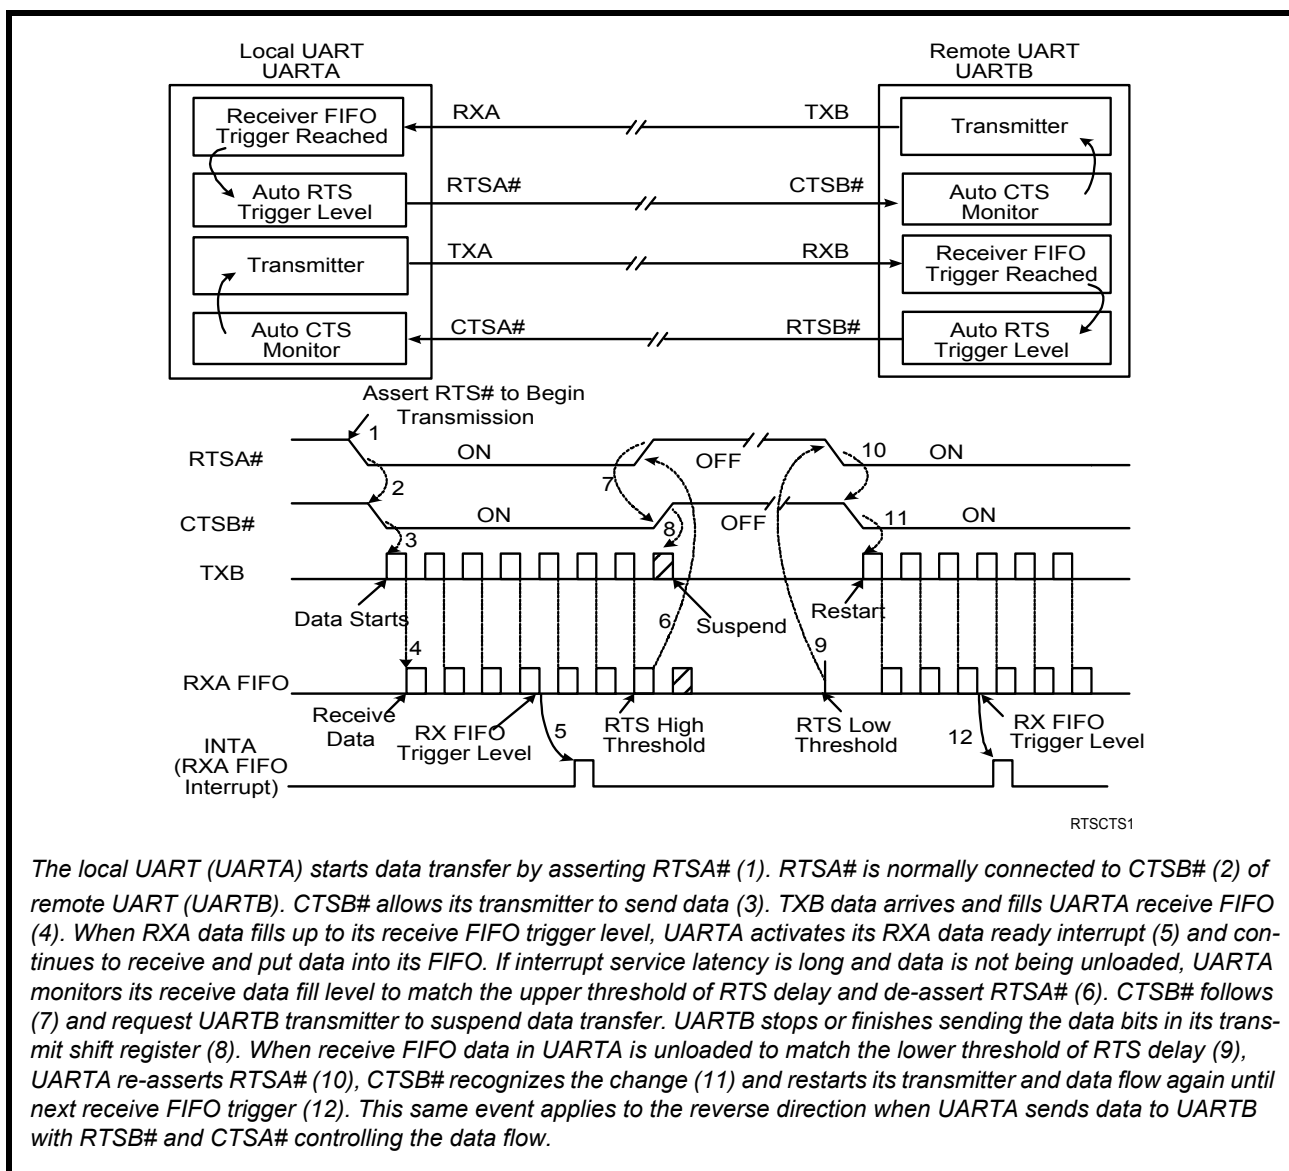 Local UART
UARTA
Remote UART
UARTB
Receiver FIFO
Trigger Reached
RXA
TXB
Transmitter
Auto RTS
Trigger Level
RTSA#
CTSB#
Auto CTS
Monitor
Transmitter
TXA
RXB
Receiver FIFO
Trigger Reached
Auto CTS
Monitor
CTSA#
RTSB#
Auto RTS
Trigger Level
Assert RTS# to Begin
Transmission
RTSA#
1
ON
7
OFF
10
ON
2
CTSB#
ON
8
OFF
11
ON
3
TXB
Data Starts
6
Suspend
Restart
4
9
RXA FIFO
Receive
Data
RX FIFO
Trigger Level
5
RTS High
Threshold
RTS Low
Threshold
12
RX FIFO
Trigger Level
INTA
(RXA FIFO
Interrupt)
RTSCTS1
The local UART (UARTA) starts data transfer by asserting RTSA# (1). RTSA# is normally connected to CTSB# (2) of
remote UART (UARTB). CTSB# allows its transmitter to send data (3). TXB data arrives and fills UARTA receive FIFO
(4). When RXA data fills up to its receive FIFO trigger level, UARTA activates its RXA data ready interrupt (5) and con-
tinues to receive and put data into its FIFO. If interrupt service latency is long and data is not being unloaded, UARTA
monitors its receive data fill level to match the upper threshold of RTS delay and de-assert RTSA# (6). CTSB# follows
(7) and request UARTB transmitter to suspend data transfer. UARTB stops or finishes sending the data bits in its trans-
mit shift register (8). When receive FIFO data in UARTA is unloaded to match the lower threshold of RTS delay (9),
UARTA re-asserts RTSA# (10), CTSB# recognizes the change (11) and restarts its transmitter and data flow again until
next receive FIFO trigger (12). This same event applies to the reverse direction when UARTA sends data to UARTB
with RTSB# and CTSA# controlling the data flow.